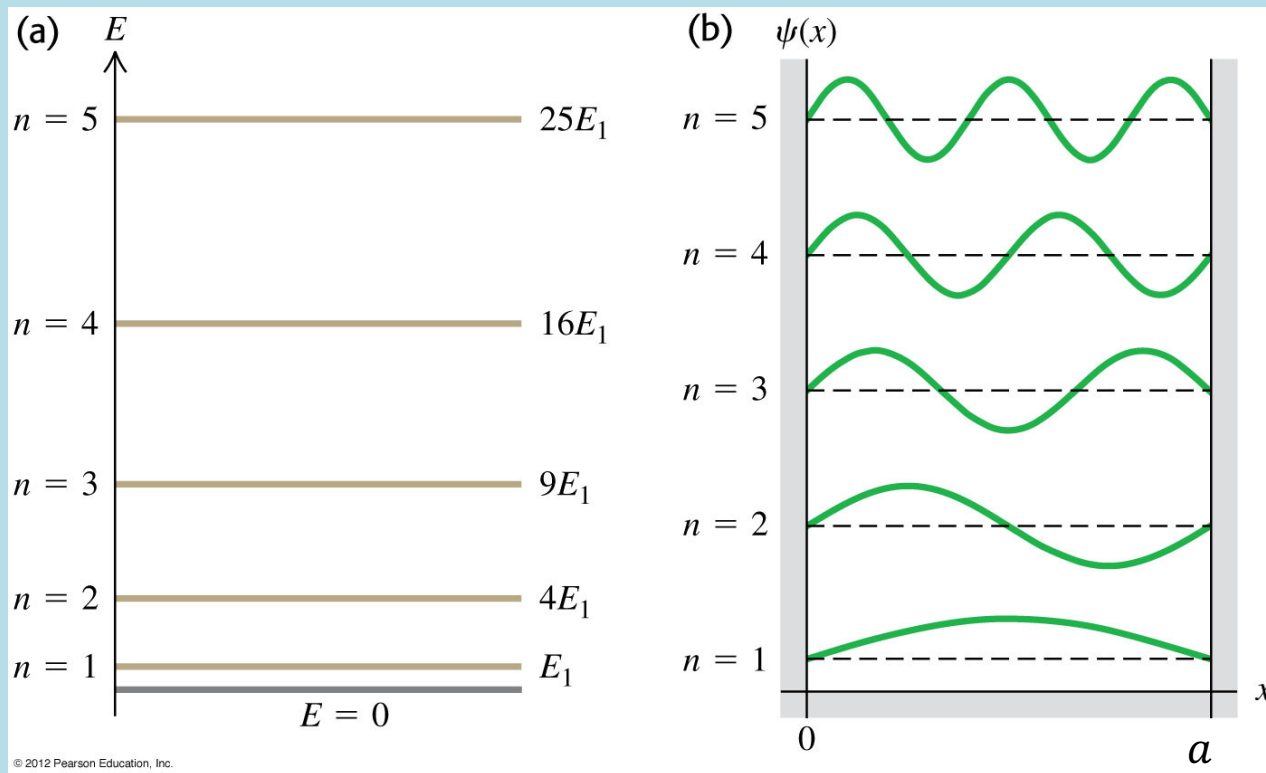 (a)
E
n = 5
25E₁
n = 4
16E₁
n = 3
9E₁
n = 2
4E₁
n = 1
E₁
E = 0
© 2012 Pearson Education, Inc.
(b)
ψ(x)
n = 5
n = 4
n = 3
n = 2
n = 1
x
0
a